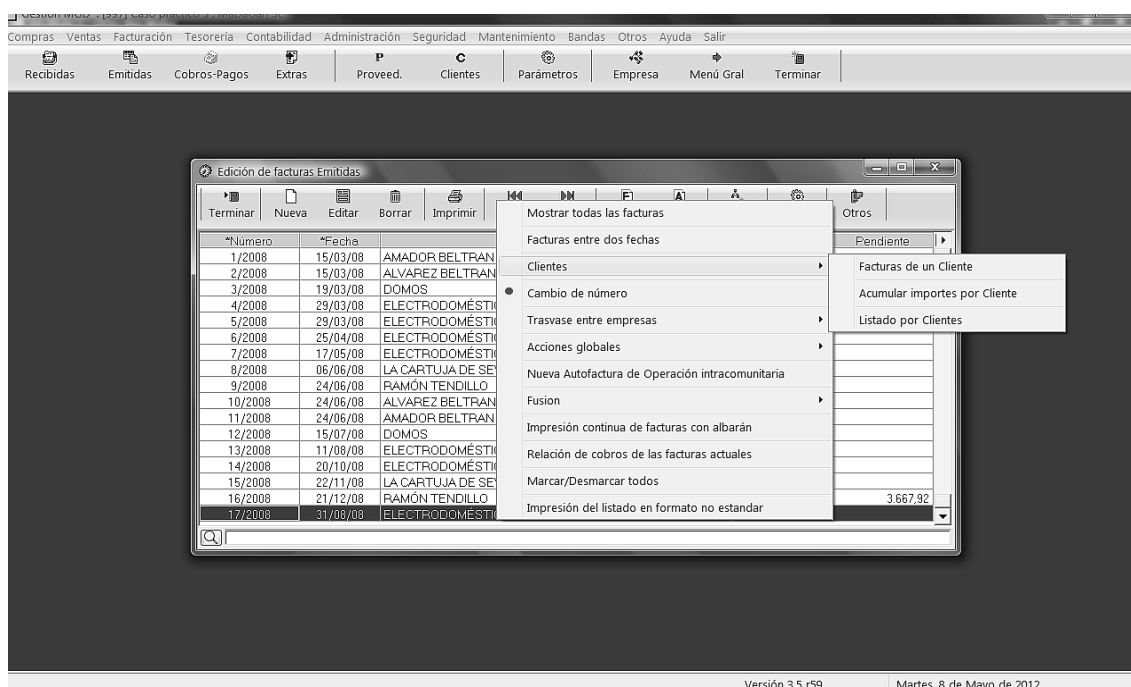 Gestión MGD . [997] Caso práctico 3 , Mabadan SL
Compras Ventas Facturación Tesorería Contabilidad Administración Seguridad Mantenimiento Bandas Otros Ayuda Salir
Recibidas Emitidas Cobros-Pagos Extras P Proveed. C Clientes Parámetros Empresa Menú Gral Terminar
Edición de facturas Emitidas
Terminar Nueva Editar Borrar Imprimir F A Otros
*Número *Fecha Pendiente
1/2008 15/03/08 AMADOR BELTRAN
2/2008 15/03/08 ALVAREZ BELTRAN
3/2008 19/03/08 DOMOS
4/2008 29/03/08 ELECTRODOMÉSTI
5/2008 29/03/08 ELECTRODOMÉSTI
6/2008 25/04/08 ELECTRODOMÉSTI
7/2008 17/05/08 ELECTRODOMÉSTI
8/2008 06/06/08 LA CARTUJA DE SE
9/2008 24/06/08 RAMÓN TENDILLO
10/2008 24/06/08 ALVAREZ BELTRAN
11/2008 24/06/08 AMADOR BELTRAN
12/2008 15/07/08 DOMOS
13/2008 11/08/08 ELECTRODOMÉSTI
14/2008 20/10/08 ELECTRODOMÉSTI
15/2008 22/11/08 LA CARTUJA DE SE
16/2008 21/12/08 RAMÓN TENDILLO 3.667,92
17/2008 31/08/08 ELECTRODOMÉSTI
Mostrar todas las facturas
Facturas entre dos fechas
Clientes
Cambio de número
Trasvase entre empresas
Acciones globales
Nueva Autofactura de Operación intracomunitaria
Fusion
Impresión continua de facturas con albarán
Relación de cobros de las facturas actuales
Marcar/Desmarcar todos
Impresión del listado en formato no estandar
Facturas de un Cliente
Acumular importes por Cliente
Listado por Clientes
Versión 3.5 r59 Martes, 8 de Mayo de 2012